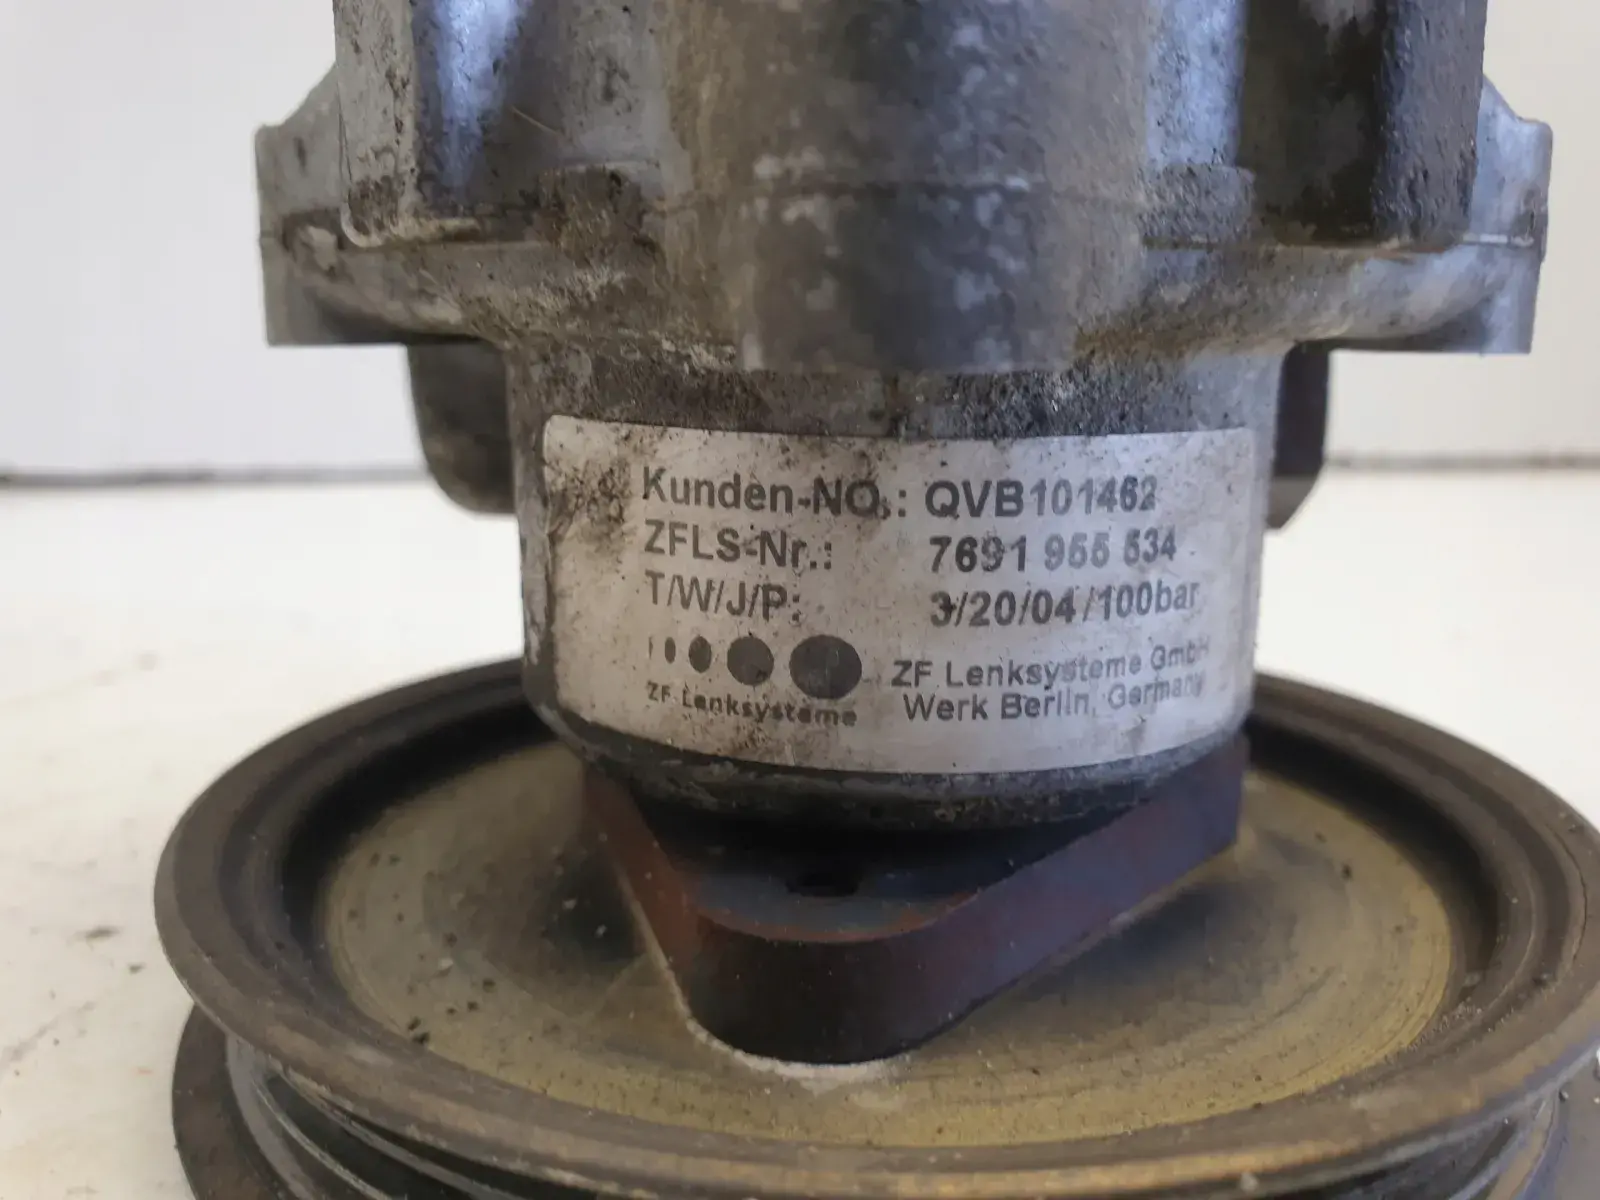 Kunden-NO.: QVB101462
ZFLS-Nr.: 7691 955 534
T/W/J/P: 3/20/04/100bar
ZF Lenksysteme
ZF Lenksysteme GmbH
Werk Berlin, Germany